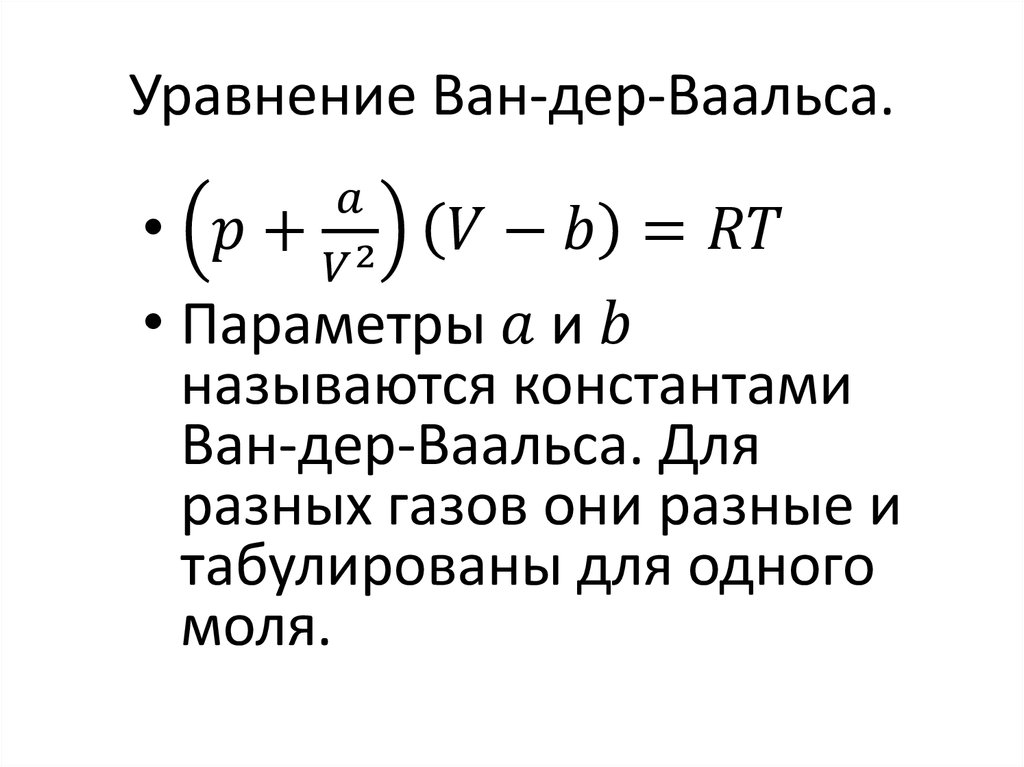 Уравнение Ван-дер-Ваальса.
• (p + a/V²)(V − b) = RT
• Параметры a и b
называются константами
Ван-дер-Ваальса. Для
разных газов они разные и
табулированы для одного
моля.